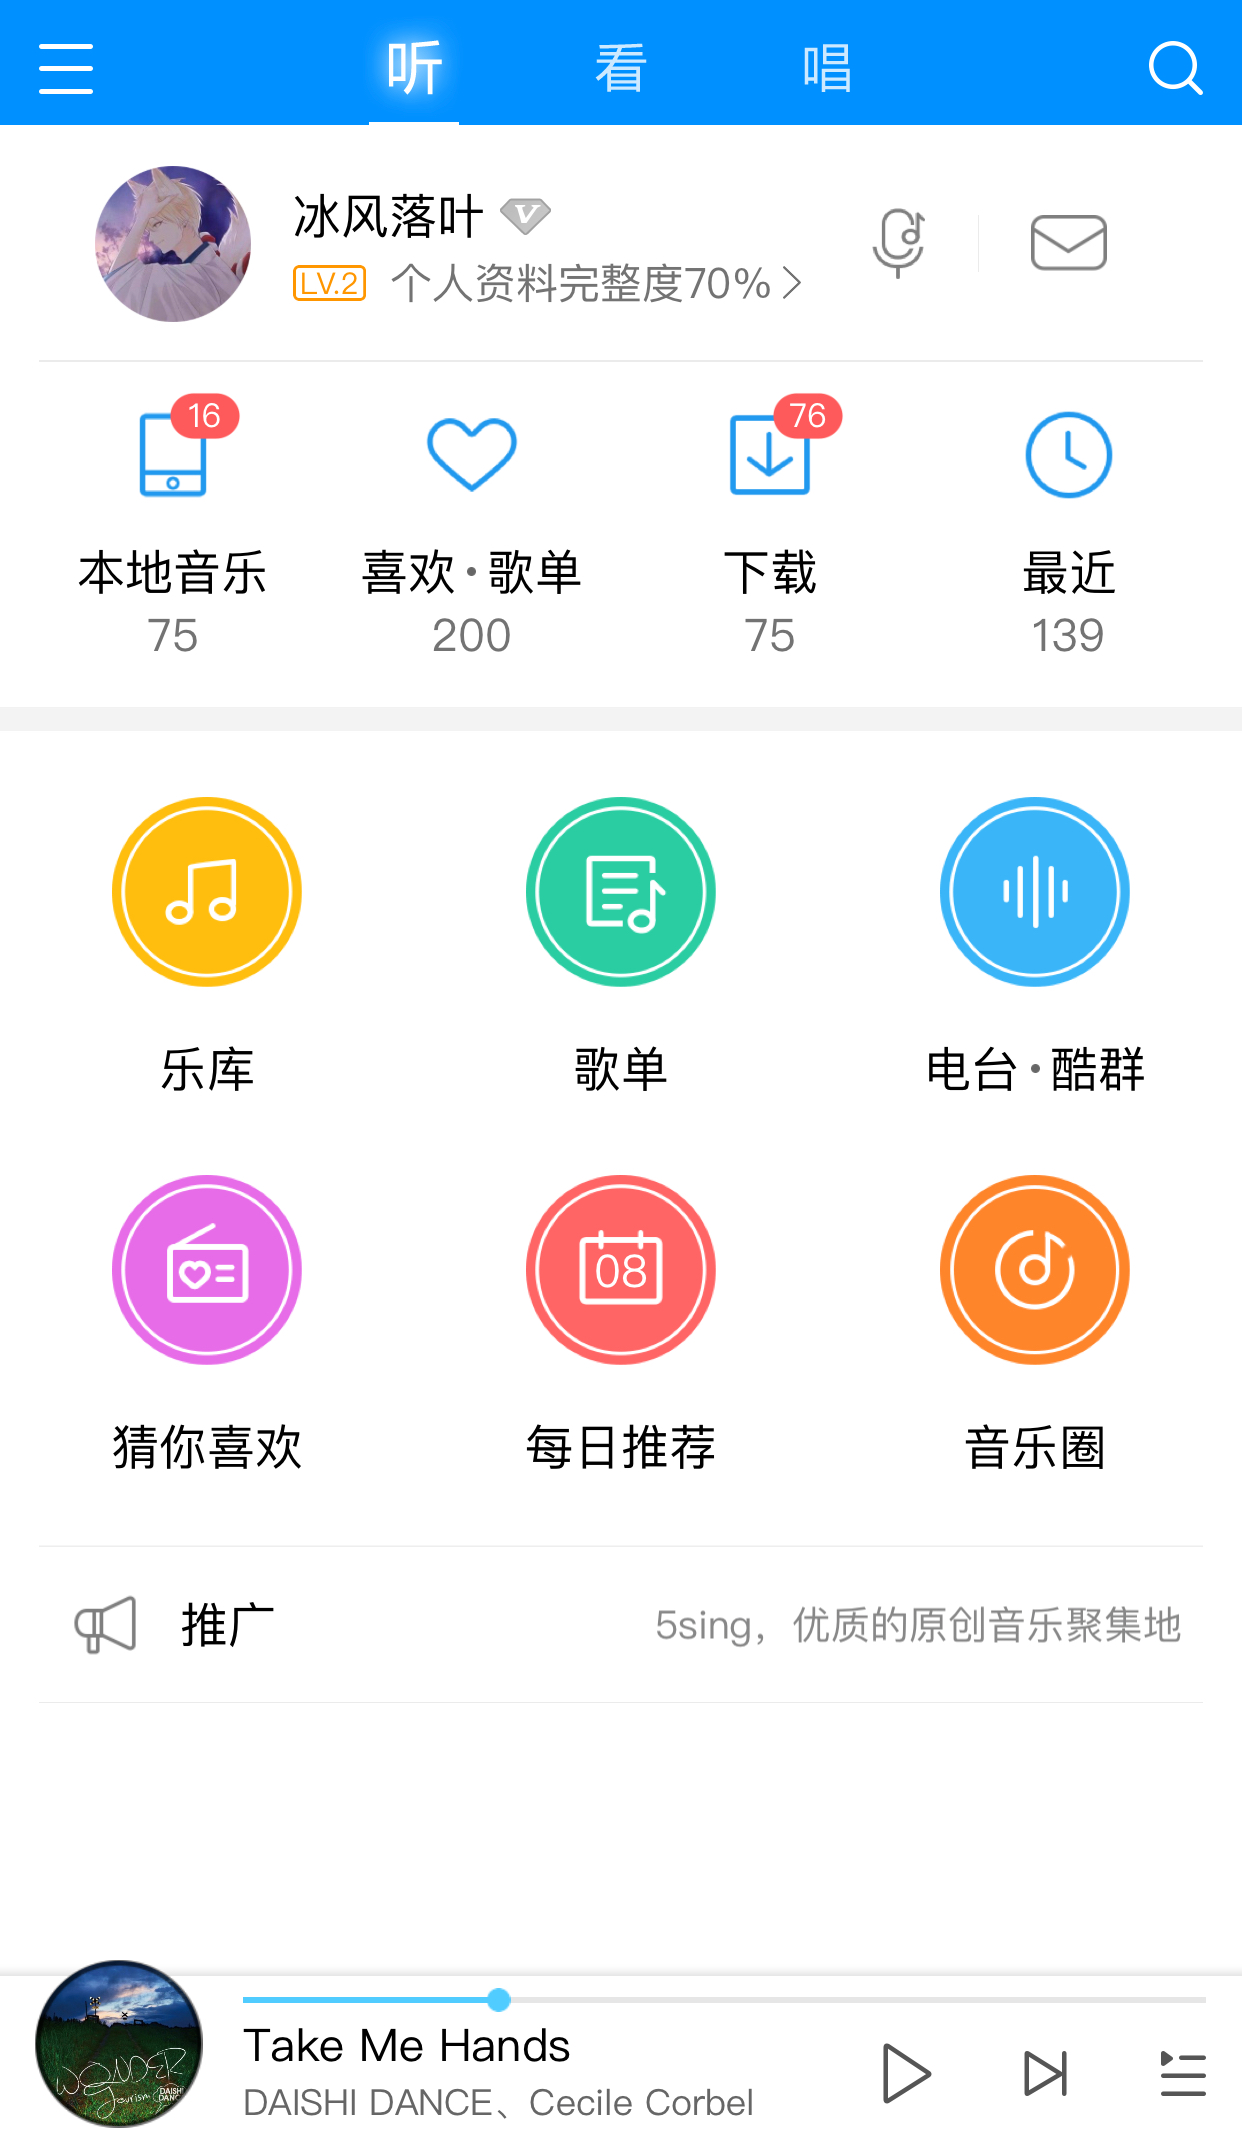 听 看 唱
冰风落叶
LV.2 个人资料完整度70%
16 76
本地音乐 喜欢·歌单 下载 最近
75 200 75 139
乐库 歌单 电台·酷群
08
猜你喜欢 每日推荐 音乐圈
推广 5sing，优质的原创音乐聚集地
WONDER
Tourism
DAISHI
DANCE
Take Me Hands
DAISHI DANCE、Cecile Corbel